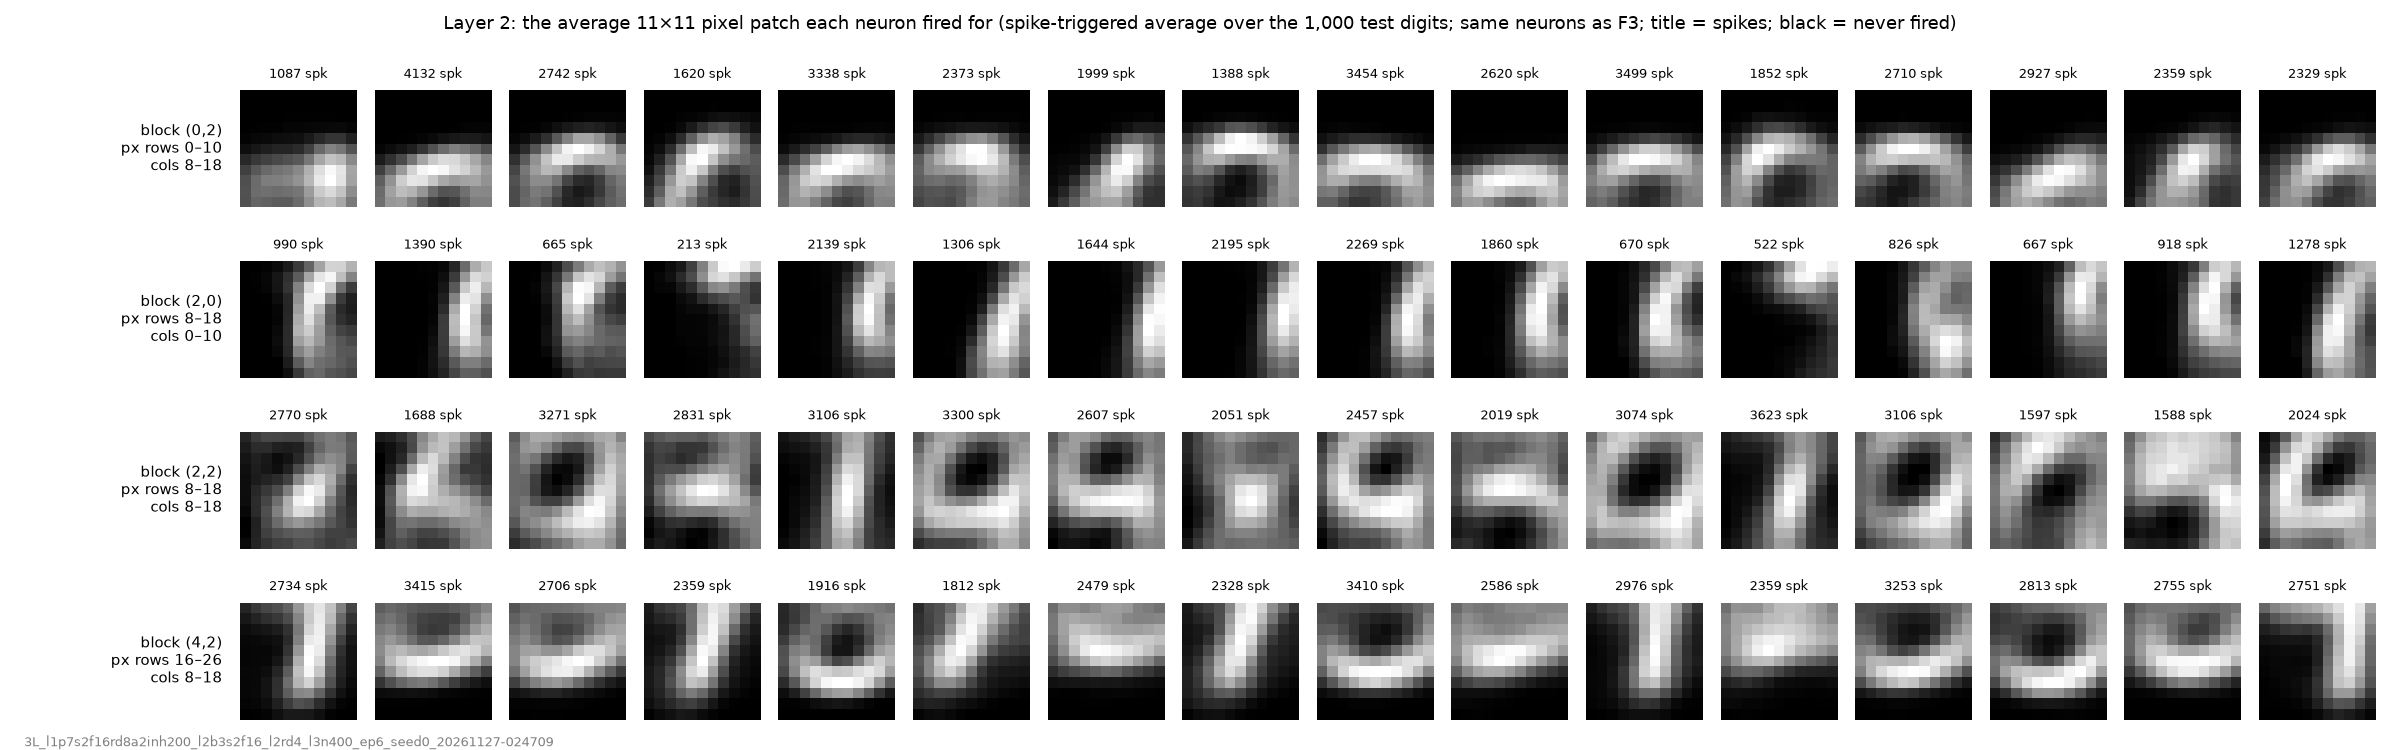 Layer 2: the average 11×11 pixel patch each neuron fired for (spike-triggered average over the 1,000 test digits; same neurons as F3; title = spikes; black = never fired)
1087 spk 4132 spk 2742 spk 1620 spk 3338 spk 2373 spk 1999 spk 1388 spk 3454 spk 2620 spk 3499 spk 1852 spk 2710 spk 2927 spk 2359 spk 2329 spk
block (0,2)
px rows 0–10
cols 8–18
990 spk 1390 spk 665 spk 213 spk 2139 spk 1306 spk 1644 spk 2195 spk 2269 spk 1860 spk 670 spk 522 spk 826 spk 667 spk 918 spk 1278 spk
block (2,0)
px rows 8–18
cols 0–10
2770 spk 1688 spk 3271 spk 2831 spk 3106 spk 3300 spk 2607 spk 2051 spk 2457 spk 2019 spk 3074 spk 3623 spk 3106 spk 1597 spk 1588 spk 2024 spk
block (2,2)
px rows 8–18
cols 8–18
2734 spk 3415 spk 2706 spk 2359 spk 1916 spk 1812 spk 2479 spk 2328 spk 3410 spk 2586 spk 2976 spk 2359 spk 3253 spk 2813 spk 2755 spk 2751 spk
block (4,2)
px rows 16–26
cols 8–18
3L_l1p7s2f16rd8a2inh200_l2b3s2f16_l2rd4_l3n400_ep6_seed0_20261127-024709